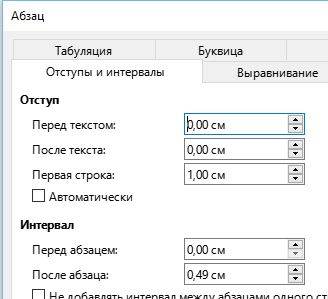 Абзац
Табуляция Буквица
Отступы и интервалы Выравнивание
Отступ
Перед текстом: 0,00 см
После текста: 0,00 см
Первая строка: 1,00 см
Автоматически
Интервал
Перед абзацем: 0,00 см
После абзаца: 0,49 см
Не добавлять интервал между абзацами одного ст